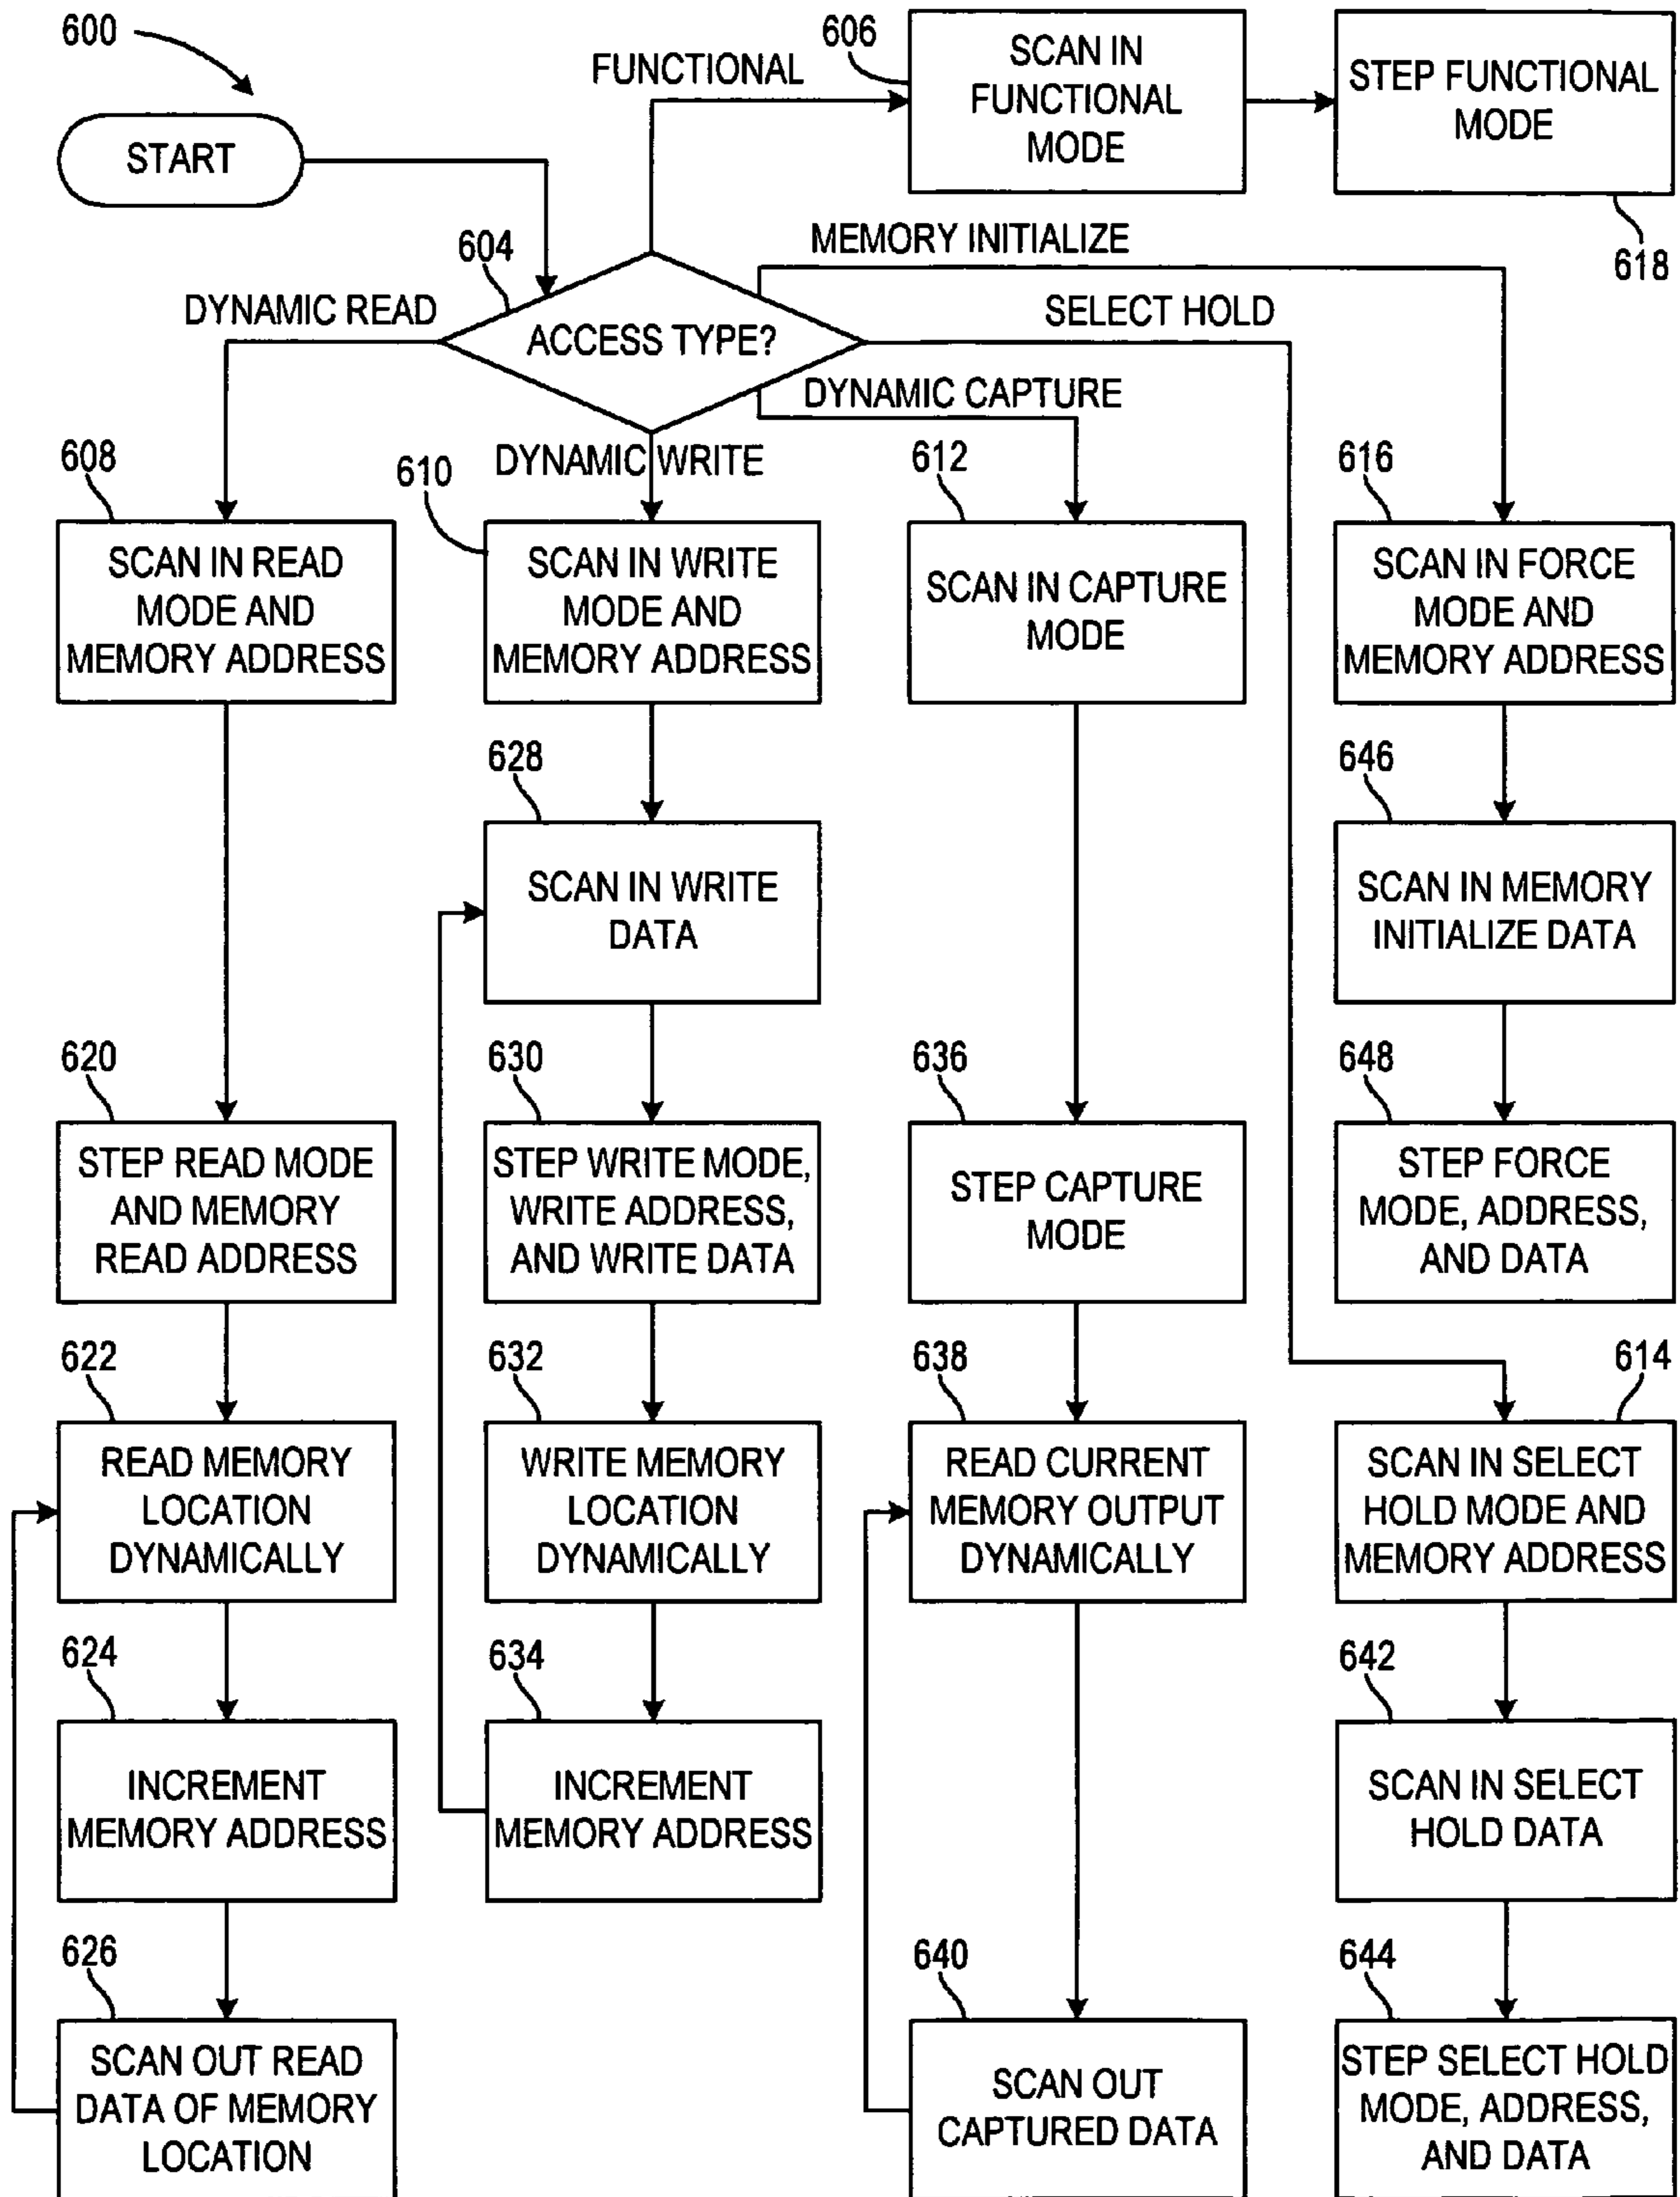 600
START
604
ACCESS TYPE?
FUNCTIONAL
606
SCAN IN
FUNCTIONAL
MODE
STEP FUNCTIONAL
MODE
618
MEMORY INITIALIZE
SELECT HOLD
DYNAMIC CAPTURE
DYNAMIC READ
DYNAMIC WRITE
608
SCAN IN READ
MODE AND
MEMORY ADDRESS
610
SCAN IN WRITE
MODE AND
MEMORY ADDRESS
612
SCAN IN CAPTURE
MODE
616
SCAN IN FORCE
MODE AND
MEMORY ADDRESS
628
SCAN IN WRITE
DATA
646
SCAN IN MEMORY
INITIALIZE DATA
620
STEP READ MODE
AND MEMORY
READ ADDRESS
630
STEP WRITE MODE,
WRITE ADDRESS,
AND WRITE DATA
636
STEP CAPTURE
MODE
648
STEP FORCE
MODE, ADDRESS,
AND DATA
622
READ MEMORY
LOCATION
DYNAMICALLY
632
WRITE MEMORY
LOCATION
DYNAMICALLY
638
READ CURRENT
MEMORY OUTPUT
DYNAMICALLY
614
SCAN IN SELECT
HOLD MODE AND
MEMORY ADDRESS
624
INCREMENT
MEMORY ADDRESS
634
INCREMENT
MEMORY ADDRESS
642
SCAN IN SELECT
HOLD DATA
626
SCAN OUT READ
DATA OF MEMORY
LOCATION
640
SCAN OUT
CAPTURED DATA
644
STEP SELECT HOLD
MODE, ADDRESS,
AND DATA